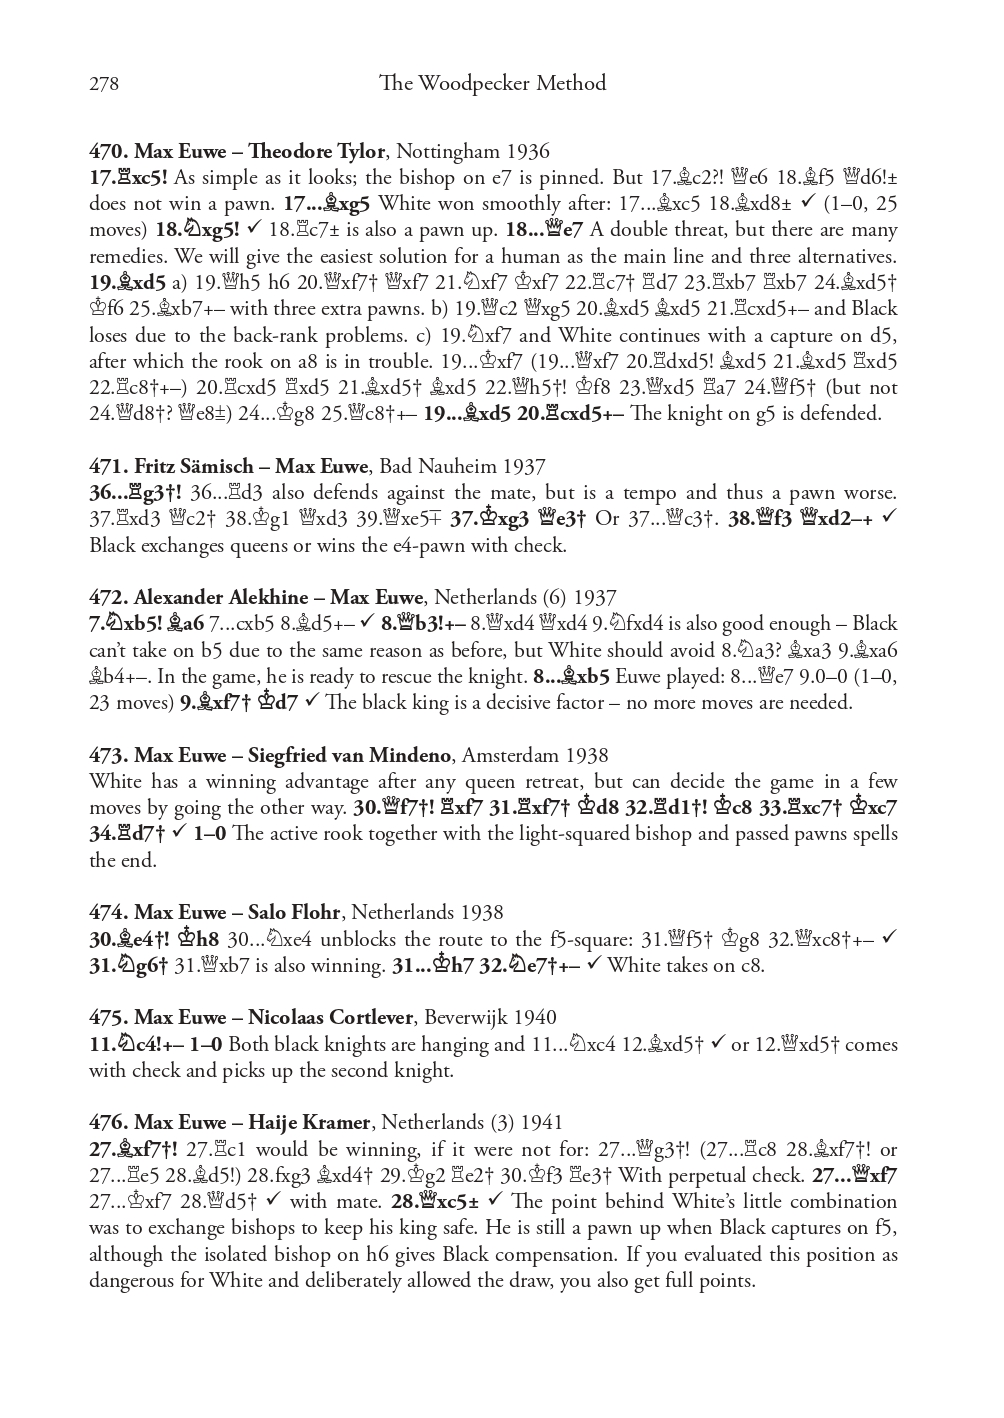 278 The Woodpecker Method
470. Max Euwe – Theodore Tylor, Nottingham 1936
17.♖xc5! As simple as it looks; the bishop on e7 is pinned. But 17.♗c2?! ♕e6 18.♗f5 ♕d6!±
does not win a pawn. 17...♗xg5 White won smoothly after: 17...♗xc5 18.♗xd8± ✓ (1–0, 25
moves) 18.♘xg5! ✓ 18.♖c7± is also a pawn up. 18...♕e7 A double threat, but there are many
remedies. We will give the easiest solution for a human as the main line and three alternatives.
19.♗xd5 a) 19.♕h5 h6 20.♕xf7† ♕xf7 21.♘xf7 ♔xf7 22.♖c7† ♖d7 23.♖xb7 ♖xb7 24.♗xd5†
♔f6 25.♗xb7+– with three extra pawns. b) 19.♕c2 ♕xg5 20.♗xd5 ♗xd5 21.♖cxd5+– and Black
loses due to the back-rank problems. c) 19.♘xf7 and White continues with a capture on d5,
after which the rook on a8 is in trouble. 19...♔xf7 (19...♕xf7 20.♖dxd5! ♗xd5 21.♗xd5 ♖xd5
22.♖c8†+–) 20.♖cxd5 ♖xd5 21.♗xd5† ♗xd5 22.♕h5†! ♔f8 23.♕xd5 ♖a7 24.♕f5† (but not
24.♕d8†? ♕e8⩲) 24...♔g8 25.♕c8†+– 19...♗xd5 20.♖cxd5+– The knight on g5 is defended.
471. Fritz Sämisch – Max Euwe, Bad Nauheim 1937
36...♖g3†! 36...♖d3 also defends against the mate, but is a tempo and thus a pawn worse.
37.♖xd3 ♕c2† 38.♔g1 ♕xd3 39.♕xe5∓ 37.♔xg3 ♕e3† Or 37...♕c3†. 38.♕f3 ♕xd2–+ ✓
Black exchanges queens or wins the e4-pawn with check.
472. Alexander Alekhine – Max Euwe, Netherlands (6) 1937
7.♘xb5! ♗a6 7...cxb5 8.♗d5+– ✓ 8.♕b3!+– 8.♕xd4 ♕xd4 9.♘fxd4 is also good enough – Black
can't take on b5 due to the same reason as before, but White should avoid 8.♘a3? ♗xa3 9.♗xa6
♗b4+–. In the game, he is ready to rescue the knight. 8...♗xb5 Euwe played: 8...♕e7 9.0–0 (1–0,
23 moves) 9.♗xf7† ♔d7 ✓ The black king is a decisive factor – no more moves are needed.
473. Max Euwe – Siegfried van Mindeno, Amsterdam 1938
White has a winning advantage after any queen retreat, but can decide the game in a few
moves by going the other way. 30.♕f7†! ♖xf7 31.♖xf7† ♔d8 32.♖d1†! ♔c8 33.♖xc7† ♔xc7
34.♖d7† ✓ 1–0 The active rook together with the light-squared bishop and passed pawns spells
the end.
474. Max Euwe – Salo Flohr, Netherlands 1938
30.♗e4†! ♔h8 30...♘xe4 unblocks the route to the f5-square: 31.♕f5† ♔g8 32.♕xc8†+– ✓
31.♘g6† 31.♕xb7 is also winning. 31...♔h7 32.♘e7†+– ✓ White takes on c8.
475. Max Euwe – Nicolaas Cortlever, Beverwijk 1940
11.♘c4!+– 1–0 Both black knights are hanging and 11...♘xc4 12.♗xd5† ✓ or 12.♕xd5† comes
with check and picks up the second knight.
476. Max Euwe – Haije Kramer, Netherlands (3) 1941
27.♗xf7†! 27.♖c1 would be winning, if it were not for: 27...♕g3†! (27...♖c8 28.♗xf7†! or
27...♖e5 28.♗d5!) 28.fxg3 ♗xd4† 29.♔g2 ♖e2† 30.♔f3 ♖e3† With perpetual check. 27...♕xf7
27...♔xf7 28.♕d5† ✓ with mate. 28.♕xc5± ✓ The point behind White's little combination
was to exchange bishops to keep his king safe. He is still a pawn up when Black captures on f5,
although the isolated bishop on h6 gives Black compensation. If you evaluated this position as
dangerous for White and deliberately allowed the draw, you also get full points.